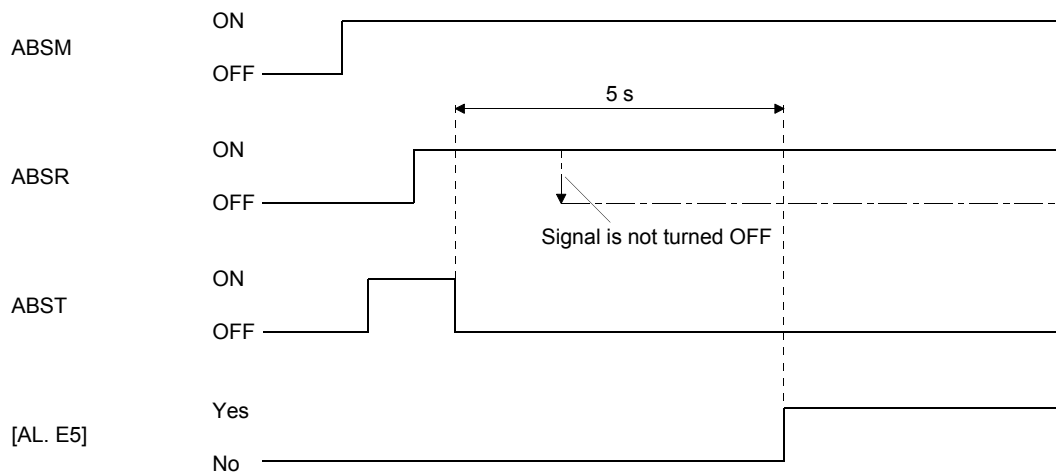 ON
ABSM
OFF
5 s
ON
ABSR
OFF
Signal is not turned OFF
ON
ABST
OFF
Yes
[AL. E5]
No